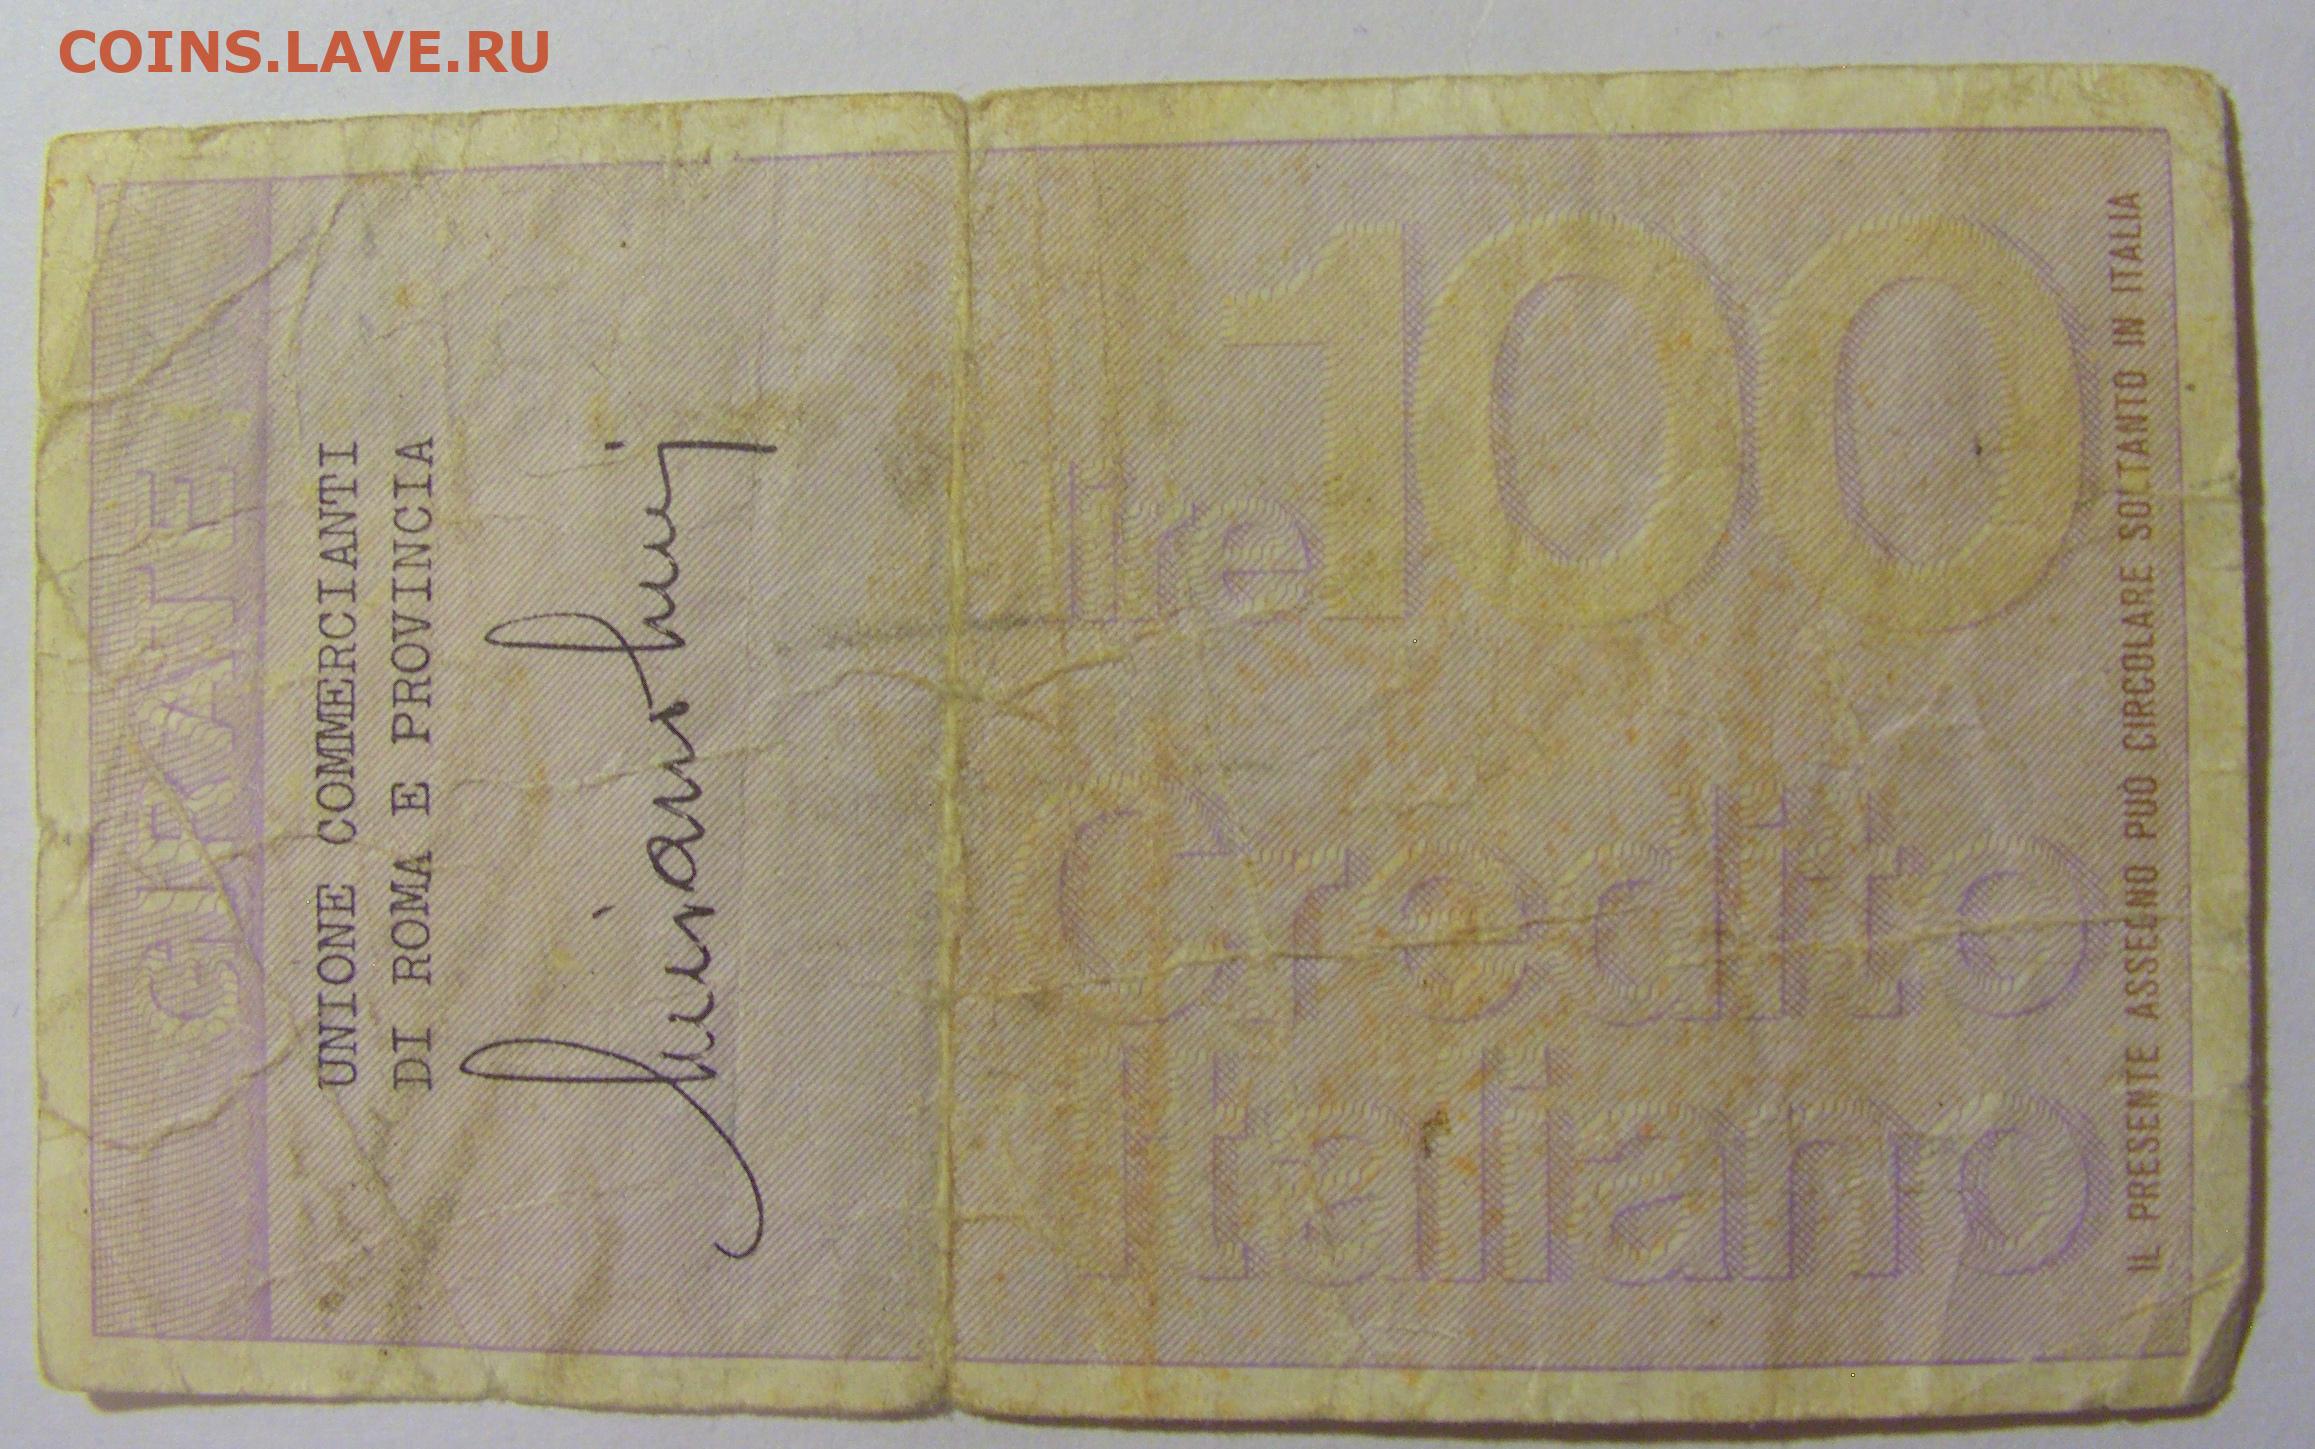 COINS.LAVE.RU
GIRATE
UNIONE COMMERCIANTI
DI ROMA E PROVINCIA
lire 100
Credito
Italiano
IL PRESENTE ASSEGNO PUÒ CIRCOLARE SOLTANTO IN ITALIA